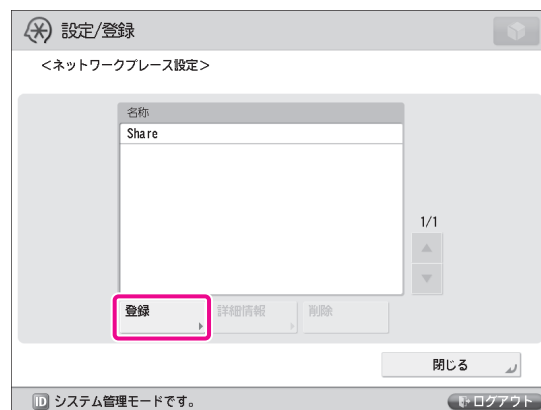 設定/登録
＜ネットワークプレース設定＞
名称
Share
1/1
登録
詳細情報
削除
閉じる
ID システム管理モードです。
ログアウト